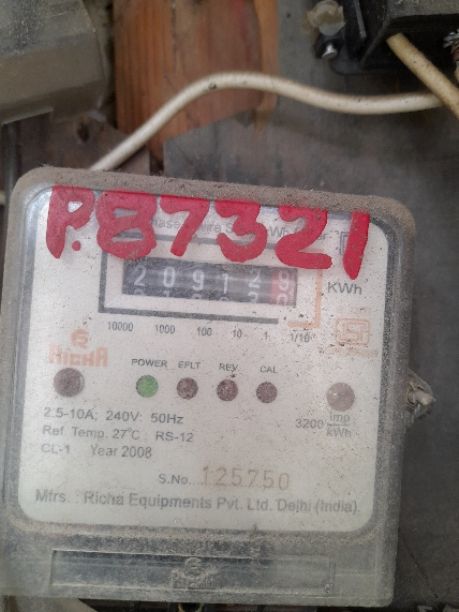 P.87321
20912
KWh
10000 1000 100 10 1 1/10
RICHA
POWER EFLT REV CAL
2.5-10A; 240V: 50Hz
3200 imp/kWh
Ref. Temp. 27°C RS-12
CL-1 Year 2008
S.No. 125750
Mfrs. : Richa Equipments Pvt. Ltd. Delhi (India)